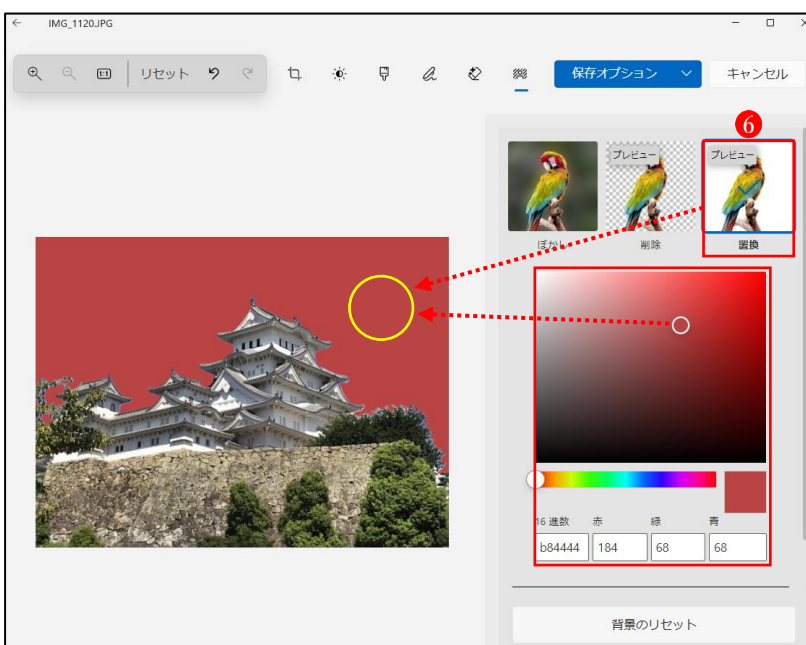 IMG_1120.JPG
リセット
保存オプション
キャンセル
6
プレビュー
プレビュー
ぼかし
削除
置換
16 進数 赤 緑 青
b84444 184 68 68
背景のリセット